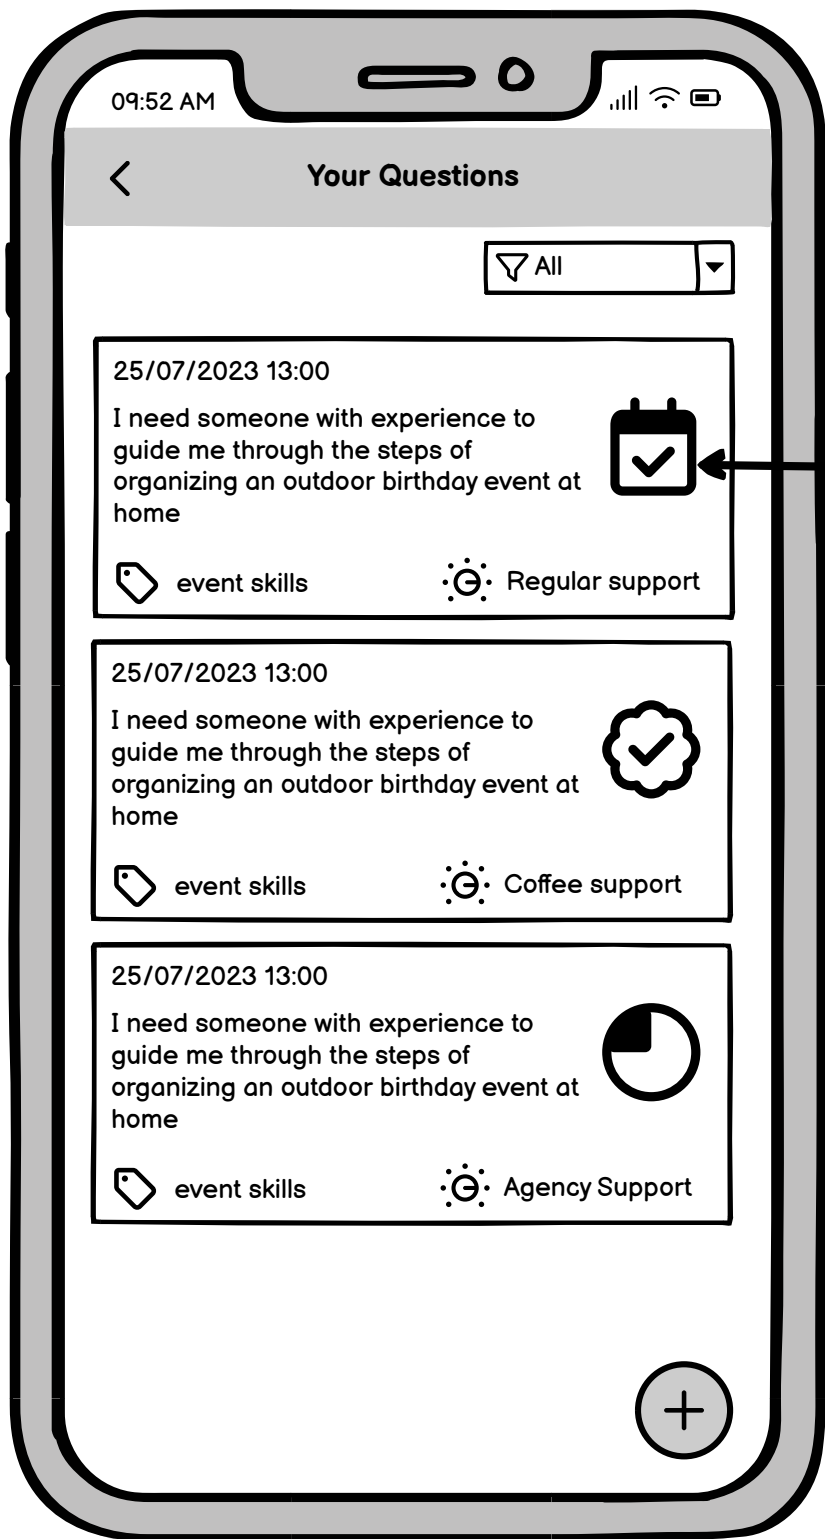 09:52 AM
Your Questions
All
25/07/2023 13:00
I need someone with experience to
guide me through the steps of
organizing an outdoor birthday event at
home
event skills
Regular support
25/07/2023 13:00
I need someone with experience to
guide me through the steps of
organizing an outdoor birthday event at
home
event skills
Coffee support
25/07/2023 13:00
I need someone with experience to
guide me through the steps of
organizing an outdoor birthday event at
home
event skills
Agency Support